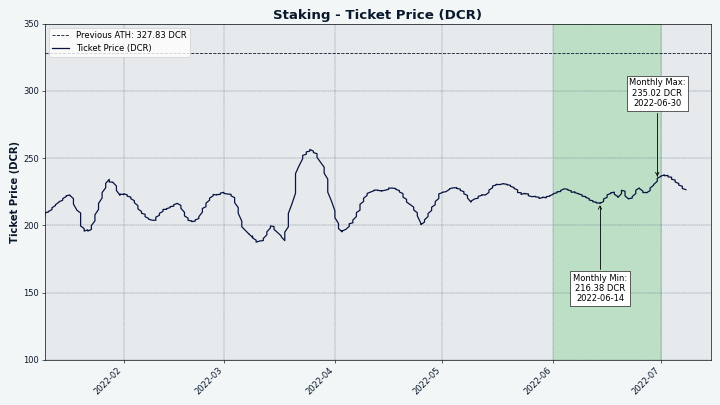 Staking - Ticket Price (DCR)
Previous ATH: 327.83 DCR
Ticket Price (DCR)
Ticket Price (DCR)
350
300
250
200
150
100
Monthly Max:
235.02 DCR
2022-06-30
Monthly Min:
216.38 DCR
2022-06-14
2022-02
2022-03
2022-04
2022-05
2022-06
2022-07